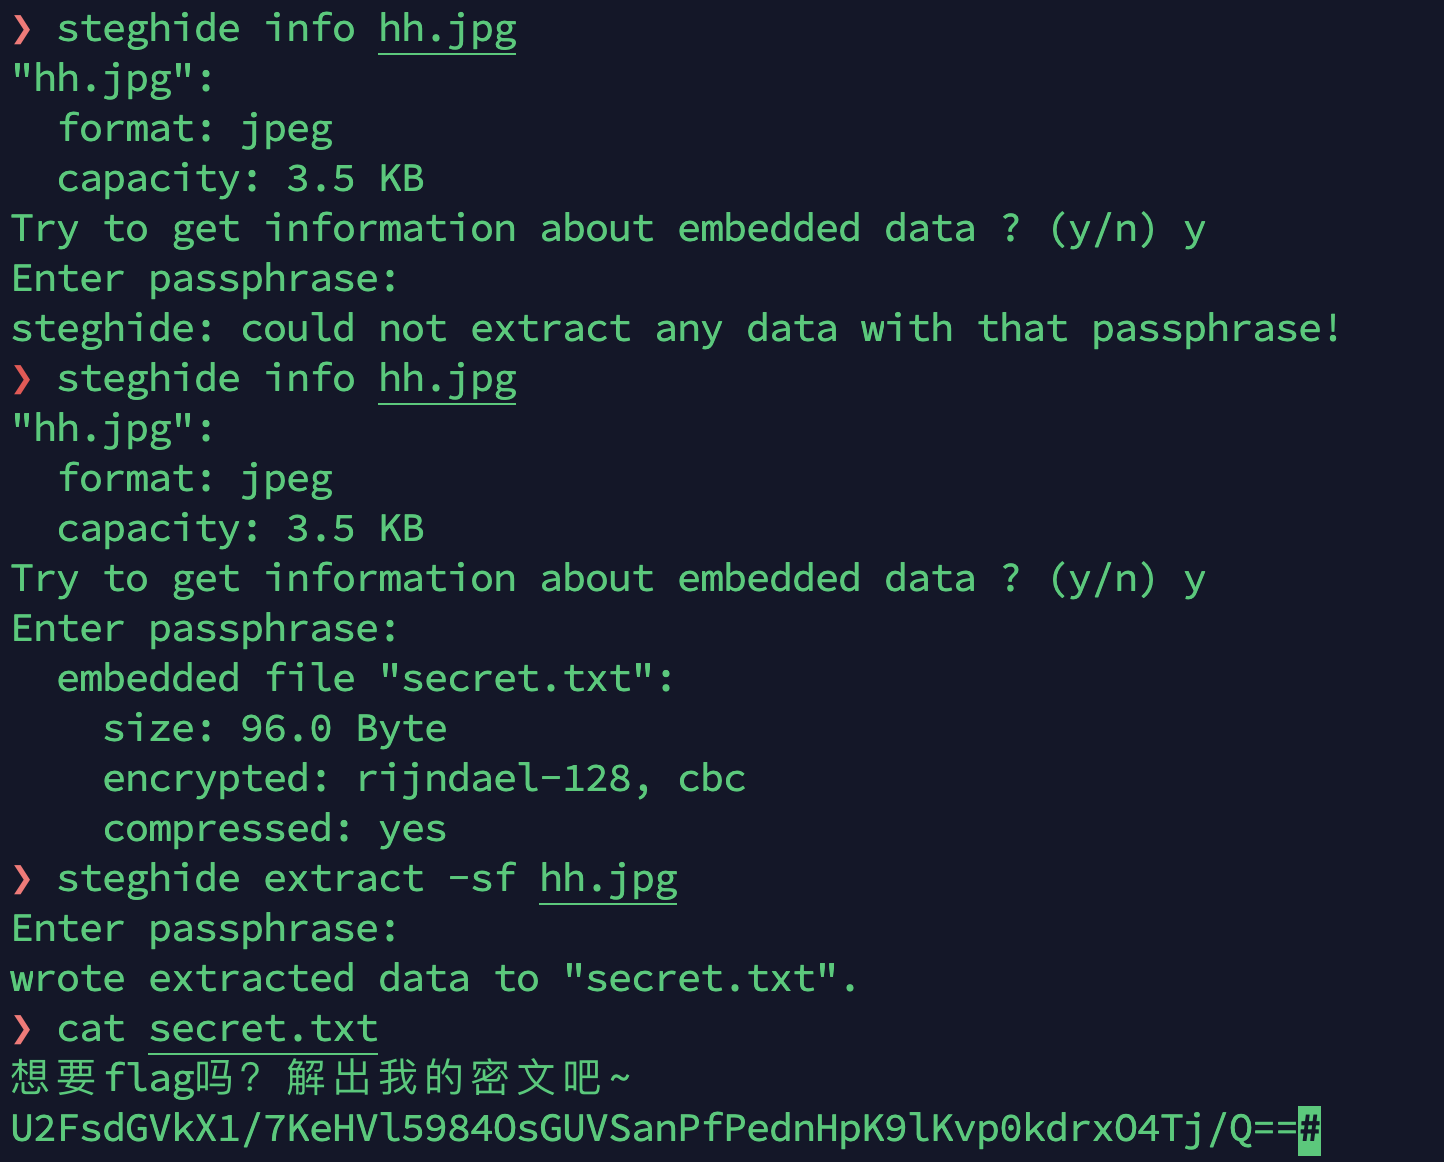 ❯ steghide info hh.jpg
"hh.jpg":
  format: jpeg
  capacity: 3.5 KB
Try to get information about embedded data ? (y/n) y
Enter passphrase:
steghide: could not extract any data with that passphrase!
❯ steghide info hh.jpg
"hh.jpg":
  format: jpeg
  capacity: 3.5 KB
Try to get information about embedded data ? (y/n) y
Enter passphrase:
  embedded file "secret.txt":
    size: 96.0 Byte
    encrypted: rijndael-128, cbc
    compressed: yes
❯ steghide extract -sf hh.jpg
Enter passphrase:
wrote extracted data to "secret.txt".
❯ cat secret.txt
想要flag吗？解出我的密文吧~
U2FsdGVkX1/7KeHVl5984OsGUVSanPfPednHpK9lKvp0kdrxO4Tj/Q==#